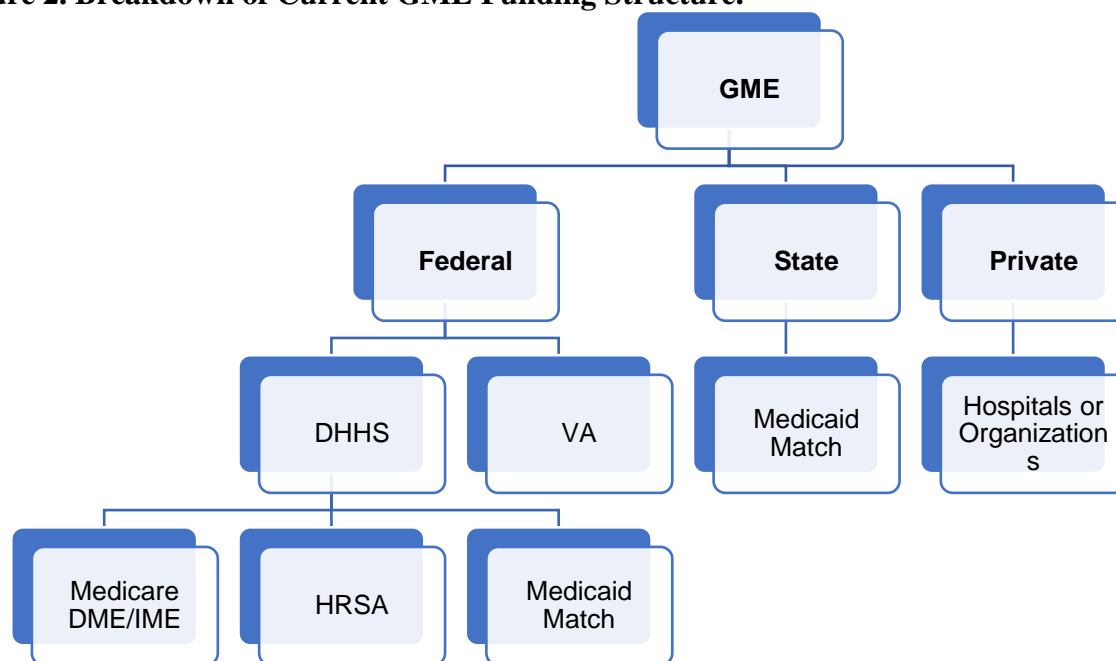 2. Breakdown of Current GME Funding Structure.
GME
Federal
State
Private
DHHS
VA
Medicaid
Match
Hospitals or
Organization
s
Medicare
DME/IME
HRSA
Medicaid
Match